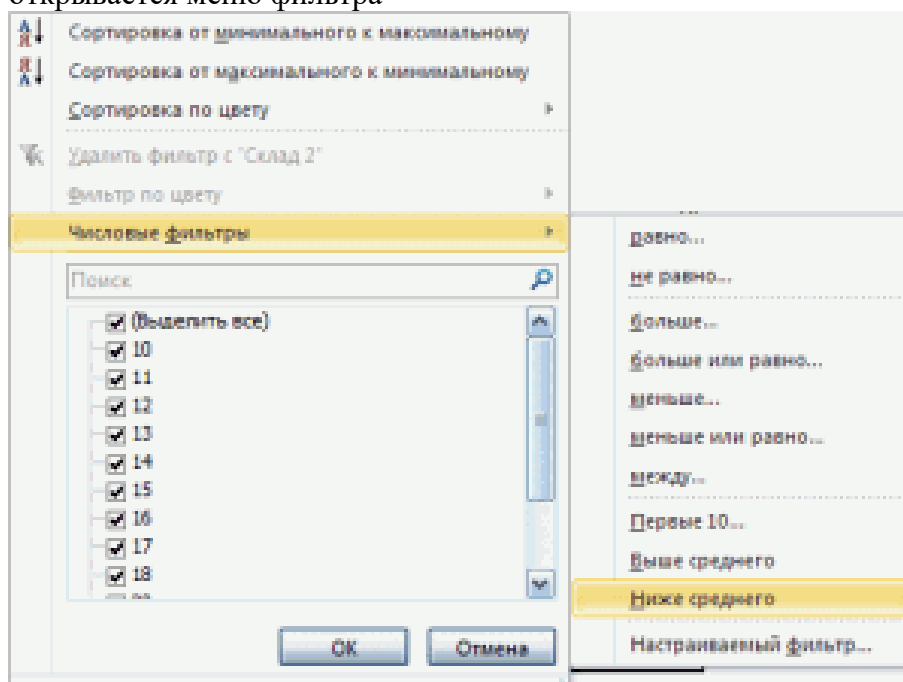 открывается меню фильтра
Сортировка от минимального к максимальному
Сортировка от максимального к минимальному
Сортировка по цвету
Удалить фильтр с "Склад 2"
Фильтр по цвету
Числовые фильтры
Поиск
(Выделить все)
10
11
12
13
14
15
16
17
18
ОК
Отмена
равно...
не равно...
больше...
больше или равно...
меньше...
меньше или равно...
между...
Первые 10...
Выше среднего
Ниже среднего
Настраиваемый фильтр...